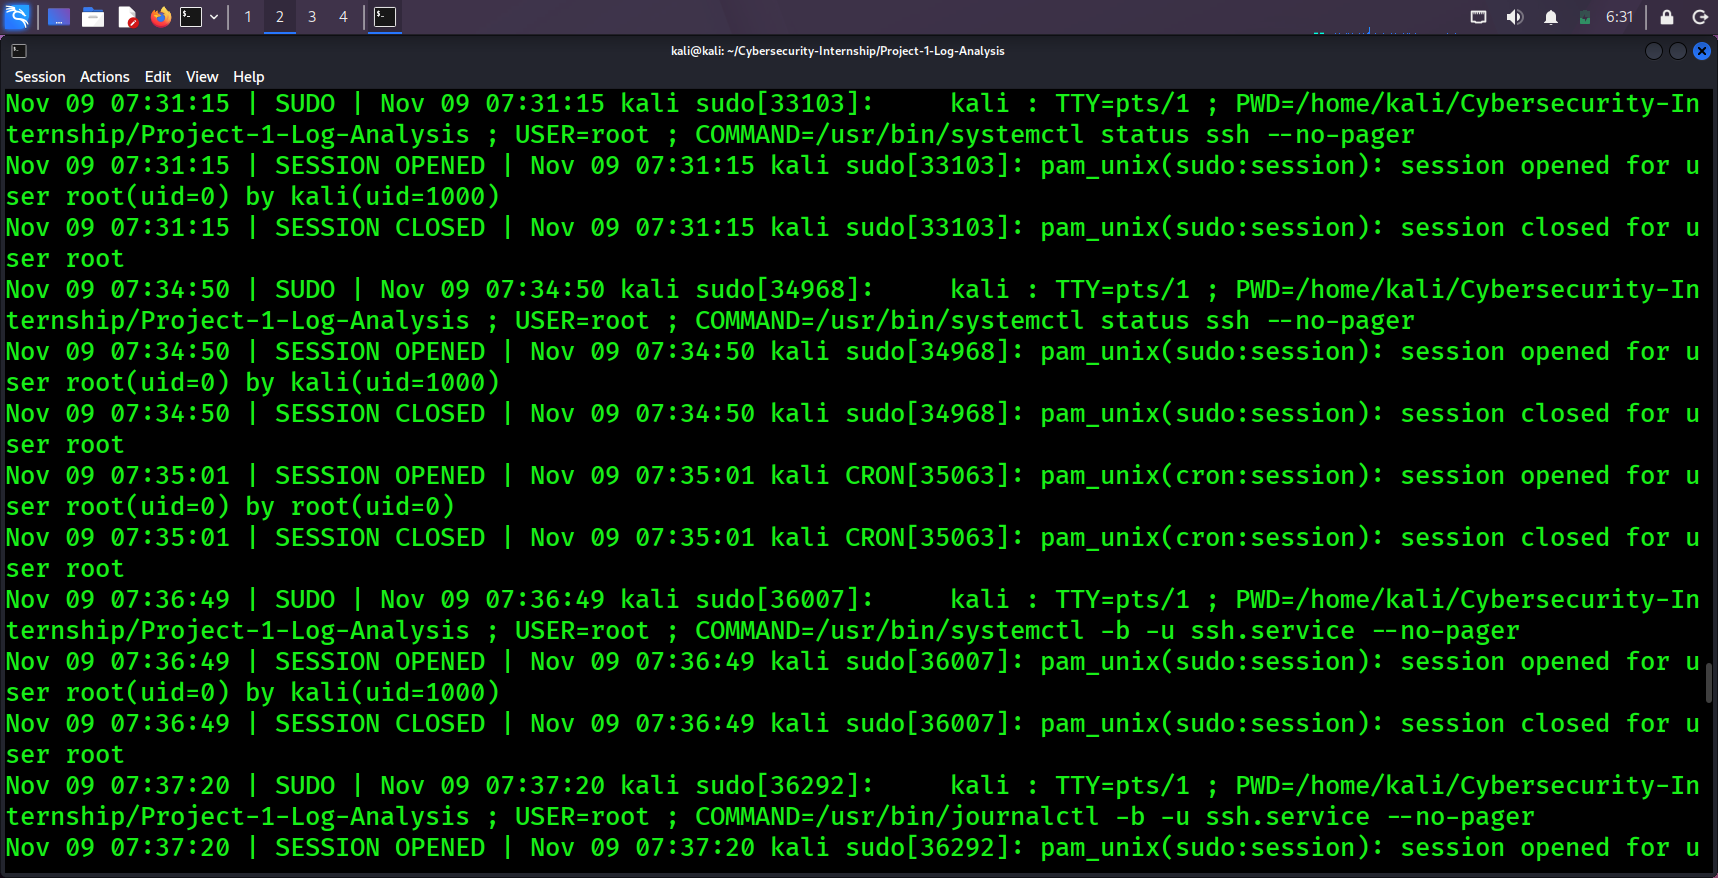 1 2 3 4 6:31
kali@kali: ~/Cybersecurity-Internship/Project-1-Log-Analysis
Session Actions Edit View Help
Nov 09 07:31:15 | SUDO | Nov 09 07:31:15 kali sudo[33103]:     kali : TTY=pts/1 ; PWD=/home/kali/Cybersecurity-In
ternship/Project-1-Log-Analysis ; USER=root ; COMMAND=/usr/bin/systemctl status ssh --no-pager
Nov 09 07:31:15 | SESSION OPENED | Nov 09 07:31:15 kali sudo[33103]: pam_unix(sudo:session): session opened for u
ser root(uid=0) by kali(uid=1000)
Nov 09 07:31:15 | SESSION CLOSED | Nov 09 07:31:15 kali sudo[33103]: pam_unix(sudo:session): session closed for u
ser root
Nov 09 07:34:50 | SUDO | Nov 09 07:34:50 kali sudo[34968]:     kali : TTY=pts/1 ; PWD=/home/kali/Cybersecurity-In
ternship/Project-1-Log-Analysis ; USER=root ; COMMAND=/usr/bin/systemctl status ssh --no-pager
Nov 09 07:34:50 | SESSION OPENED | Nov 09 07:34:50 kali sudo[34968]: pam_unix(sudo:session): session opened for u
ser root(uid=0) by kali(uid=1000)
Nov 09 07:34:50 | SESSION CLOSED | Nov 09 07:34:50 kali sudo[34968]: pam_unix(sudo:session): session closed for u
ser root
Nov 09 07:35:01 | SESSION OPENED | Nov 09 07:35:01 kali CRON[35063]: pam_unix(cron:session): session opened for u
ser root(uid=0) by root(uid=0)
Nov 09 07:35:01 | SESSION CLOSED | Nov 09 07:35:01 kali CRON[35063]: pam_unix(cron:session): session closed for u
ser root
Nov 09 07:36:49 | SUDO | Nov 09 07:36:49 kali sudo[36007]:     kali : TTY=pts/1 ; PWD=/home/kali/Cybersecurity-In
ternship/Project-1-Log-Analysis ; USER=root ; COMMAND=/usr/bin/systemctl -b -u ssh.service --no-pager
Nov 09 07:36:49 | SESSION OPENED | Nov 09 07:36:49 kali sudo[36007]: pam_unix(sudo:session): session opened for u
ser root(uid=0) by kali(uid=1000)
Nov 09 07:36:49 | SESSION CLOSED | Nov 09 07:36:49 kali sudo[36007]: pam_unix(sudo:session): session closed for u
ser root
Nov 09 07:37:20 | SUDO | Nov 09 07:37:20 kali sudo[36292]:     kali : TTY=pts/1 ; PWD=/home/kali/Cybersecurity-In
ternship/Project-1-Log-Analysis ; USER=root ; COMMAND=/usr/bin/journalctl -b -u ssh.service --no-pager
Nov 09 07:37:20 | SESSION OPENED | Nov 09 07:37:20 kali sudo[36292]: pam_unix(sudo:session): session opened for u